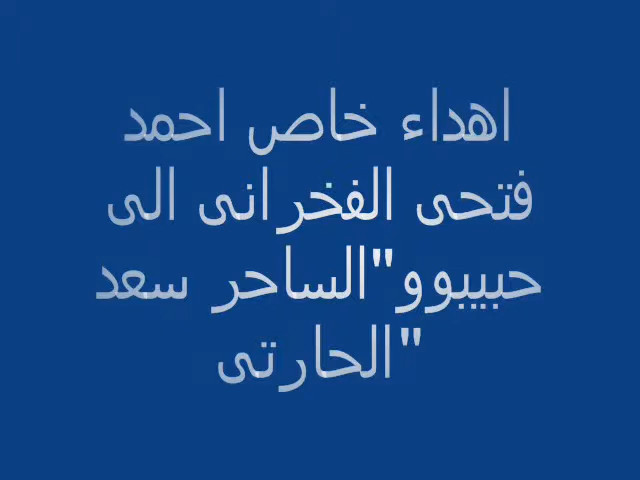 اهداء خاص احمد
فتحى الفخرانى الى
حبيبوو"الساحر سعد
الحارتى"